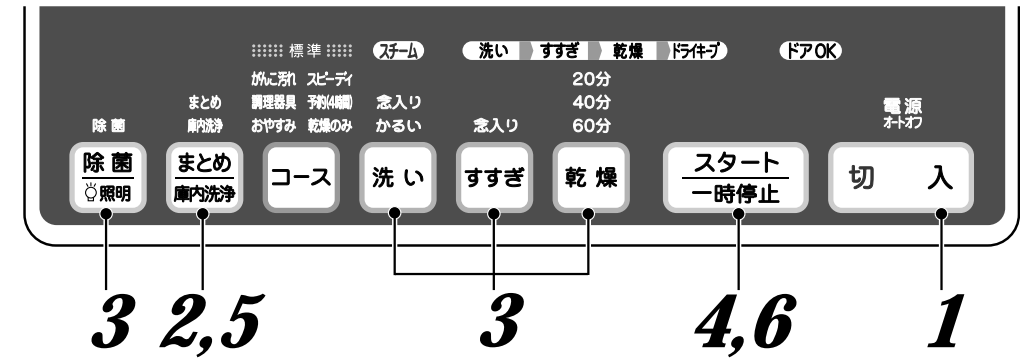 標準 スチーム 洗い すすぎ 乾燥 ドライキープ ドアOK
がんこ汚れ スピーディ 20分
まとめ 調理器具 予約(4時間) 念入り 40分 電源
除菌 庫内洗浄 おやすみ 乾燥のみ かるい 念入り 60分 オートオフ
除菌 まとめ コース 洗い すすぎ 乾燥 スタート 切 入
照明 庫内洗浄 一時停止
3 2,5 3 4,6 1